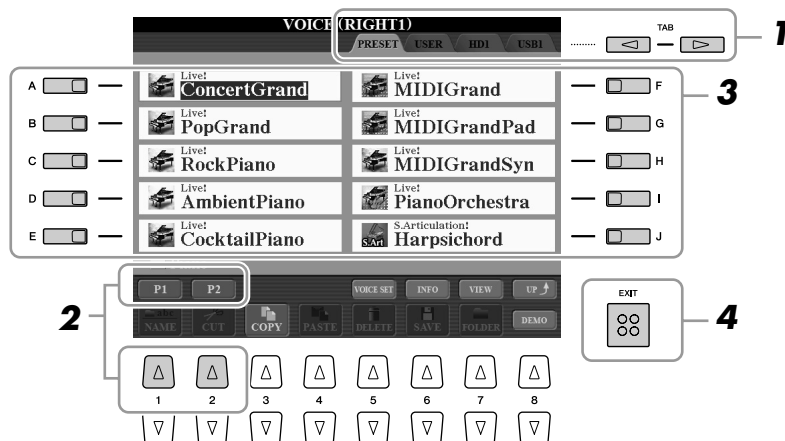 VOICE (RIGHT1)
PRESET USER HD1 USB1
TAB
1
A
Live!
ConcertGrand
Live!
MIDIGrand
F
3
B
Live!
PopGrand
Live!
MIDIGrandPad
G
C
Live!
RockPiano
Live!
MIDIGrandSyn
H
D
Live!
AmbientPiano
Live!
PianoOrchestra
I
E
Live!
CocktailPiano
S.Art
S.Articulation!
Harpsichord
J
P1 P2 VOICE SET INFO VIEW UP
2
NAME CUT COPY PASTE DELETE SAVE FOLDER DEMO
EXIT
4
1 2 3 4 5 6 7 8